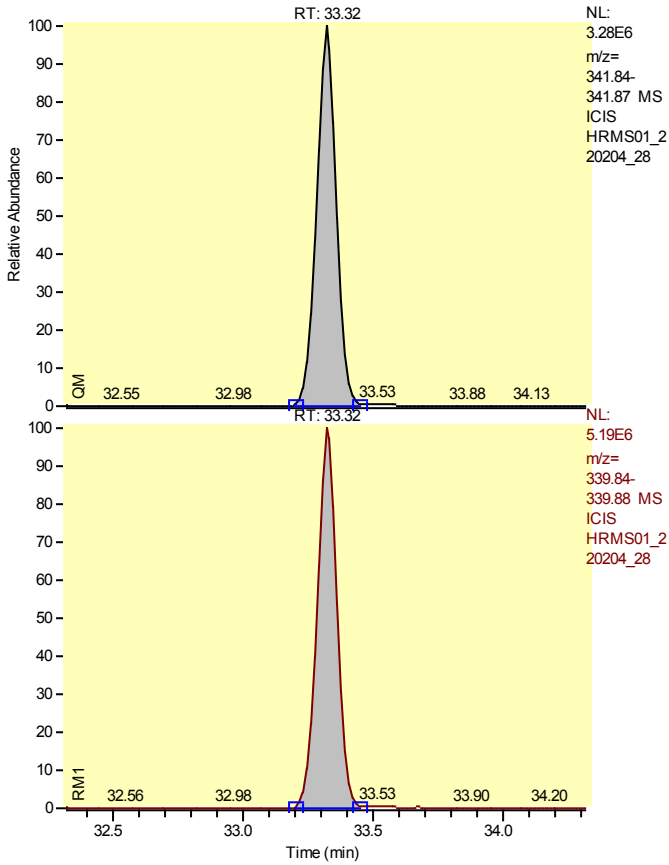 RT: 33.32
NL:
3.28E6
m/z=
341.84-
341.87 MS
ICIS
HRMS01_2
20204_28
100
90
80
70
60
50
40
30
20
10
0
Relative Abundance
QM
32.55
32.98
33.53
33.88
34.13
RT: 33.32
NL:
5.19E6
m/z=
339.84-
339.88 MS
ICIS
HRMS01_2
20204_28
100
90
80
70
60
50
40
30
20
10
0
RM1
32.56
32.98
33.53
33.90
34.20
32.5
33.0
33.5
34.0
Time (min)